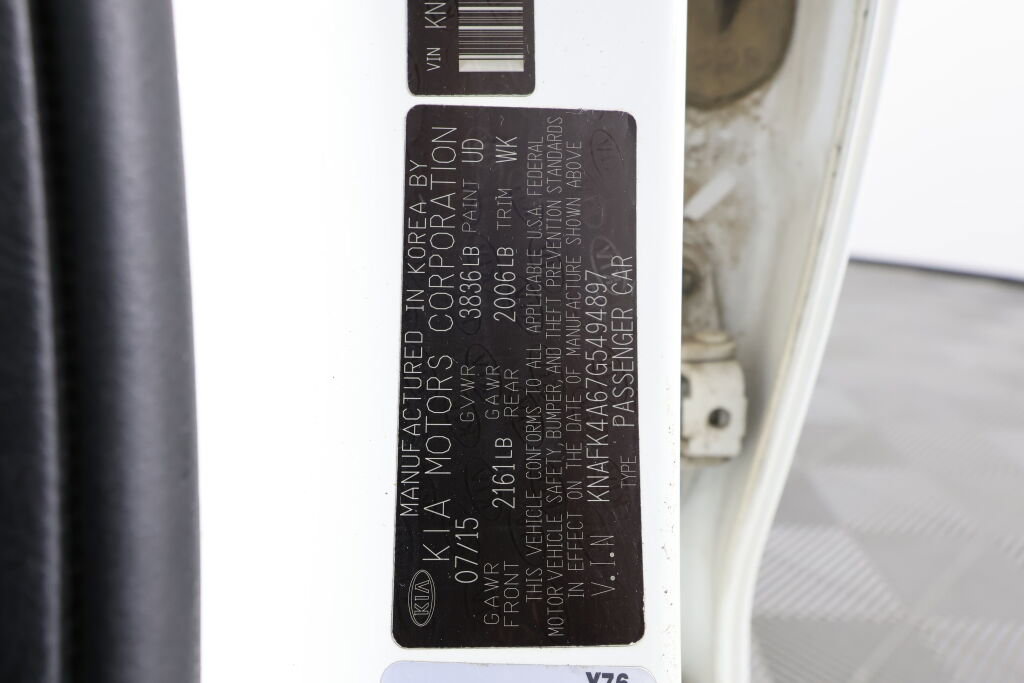 VIN KN
MANUFACTURED IN KOREA BY
KIA KIA MOTORS CORPORATION
07/15 GVWR 3836LB PAINT UD
GAWR FRONT 2161LB GAWR REAR 2006LB TRIM WK
THIS VEHICLE CONFORMS TO ALL APPLICABLE U.S.A. FEDERAL
MOTOR VEHICLE SAFETY, BUMPER, AND THEFT PREVENTION STANDARDS
IN EFFECT ON THE DATE OF MANUFACTURE SHOWN ABOVE
V.I.N KNAFK4A67G5494897
TYPE PASSENGER CAR
Y76